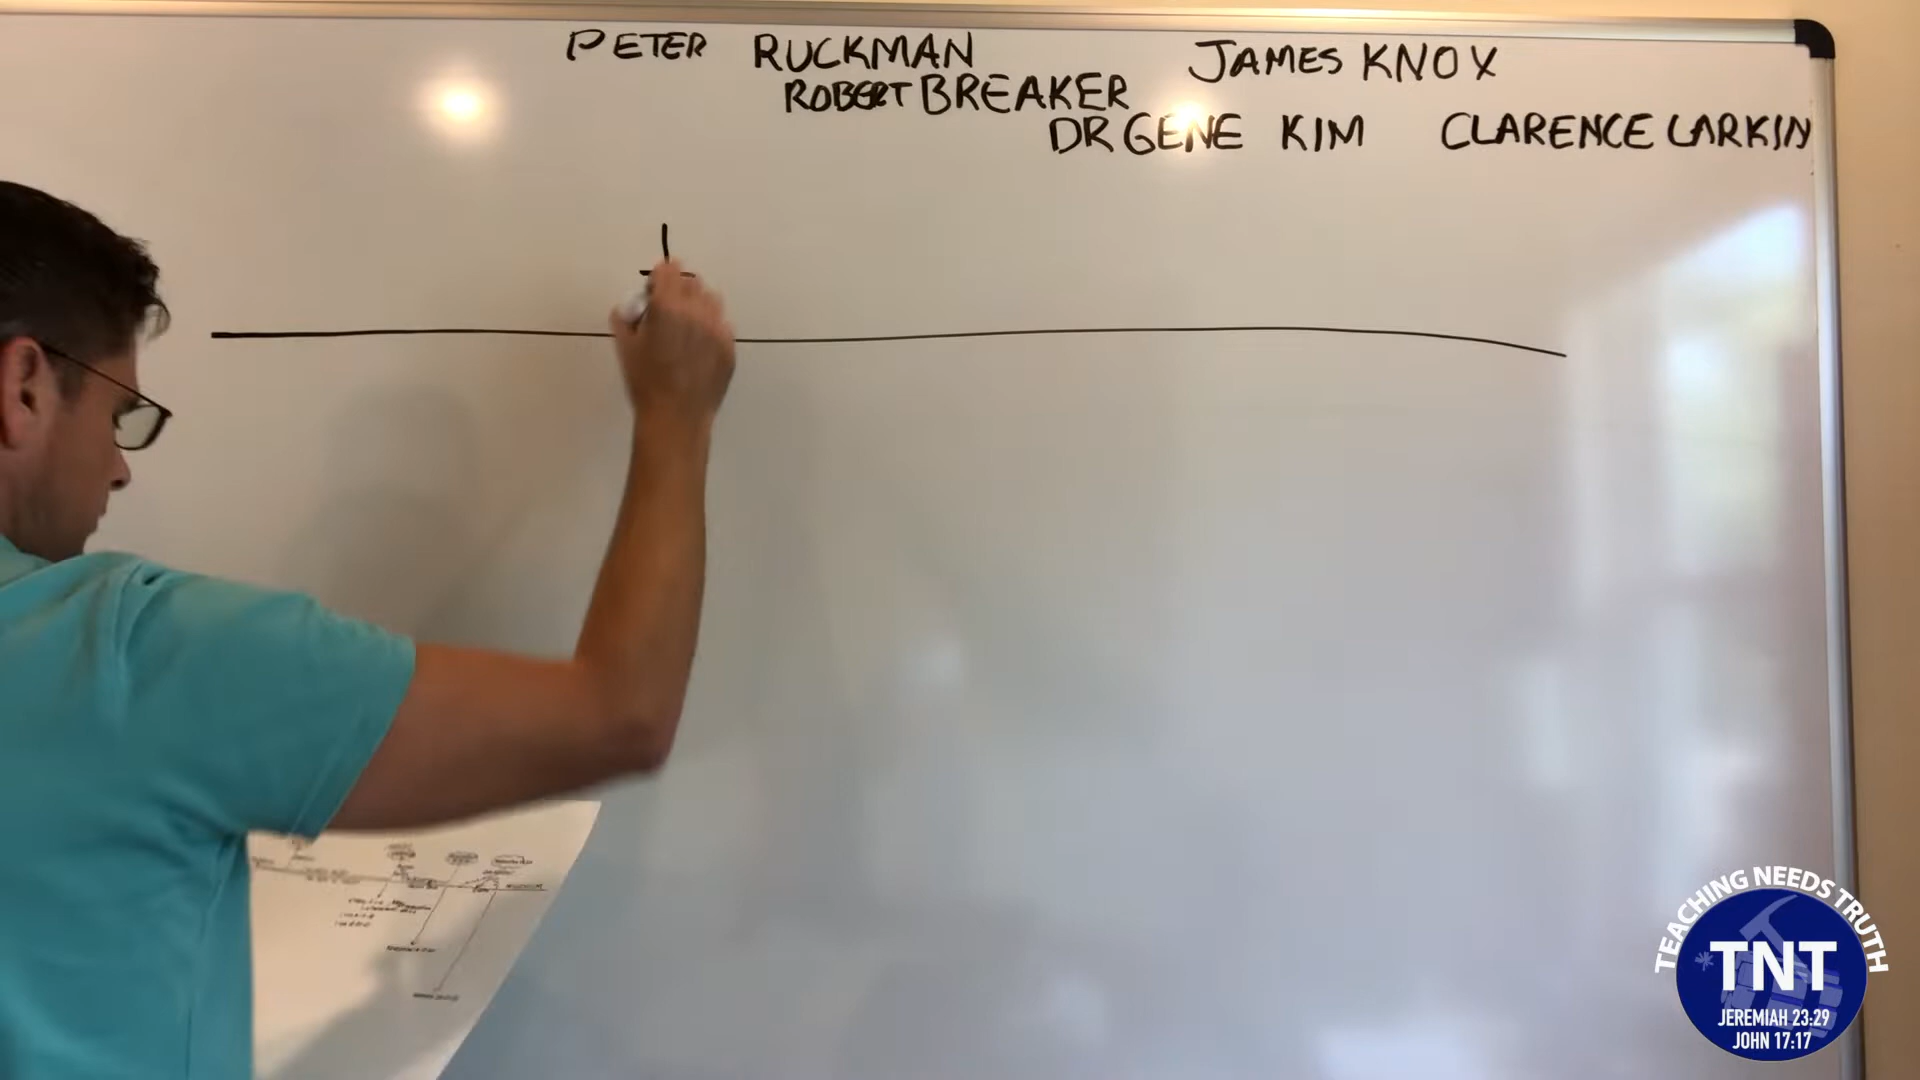 PETER RUCKMAN JAMES KNOX
ROBERT BREAKER
DR GENE KIM CLARENCE LARKIN
TEACHING NEEDS TRUTH
TNT
JEREMIAH 23:29
JOHN 17:17